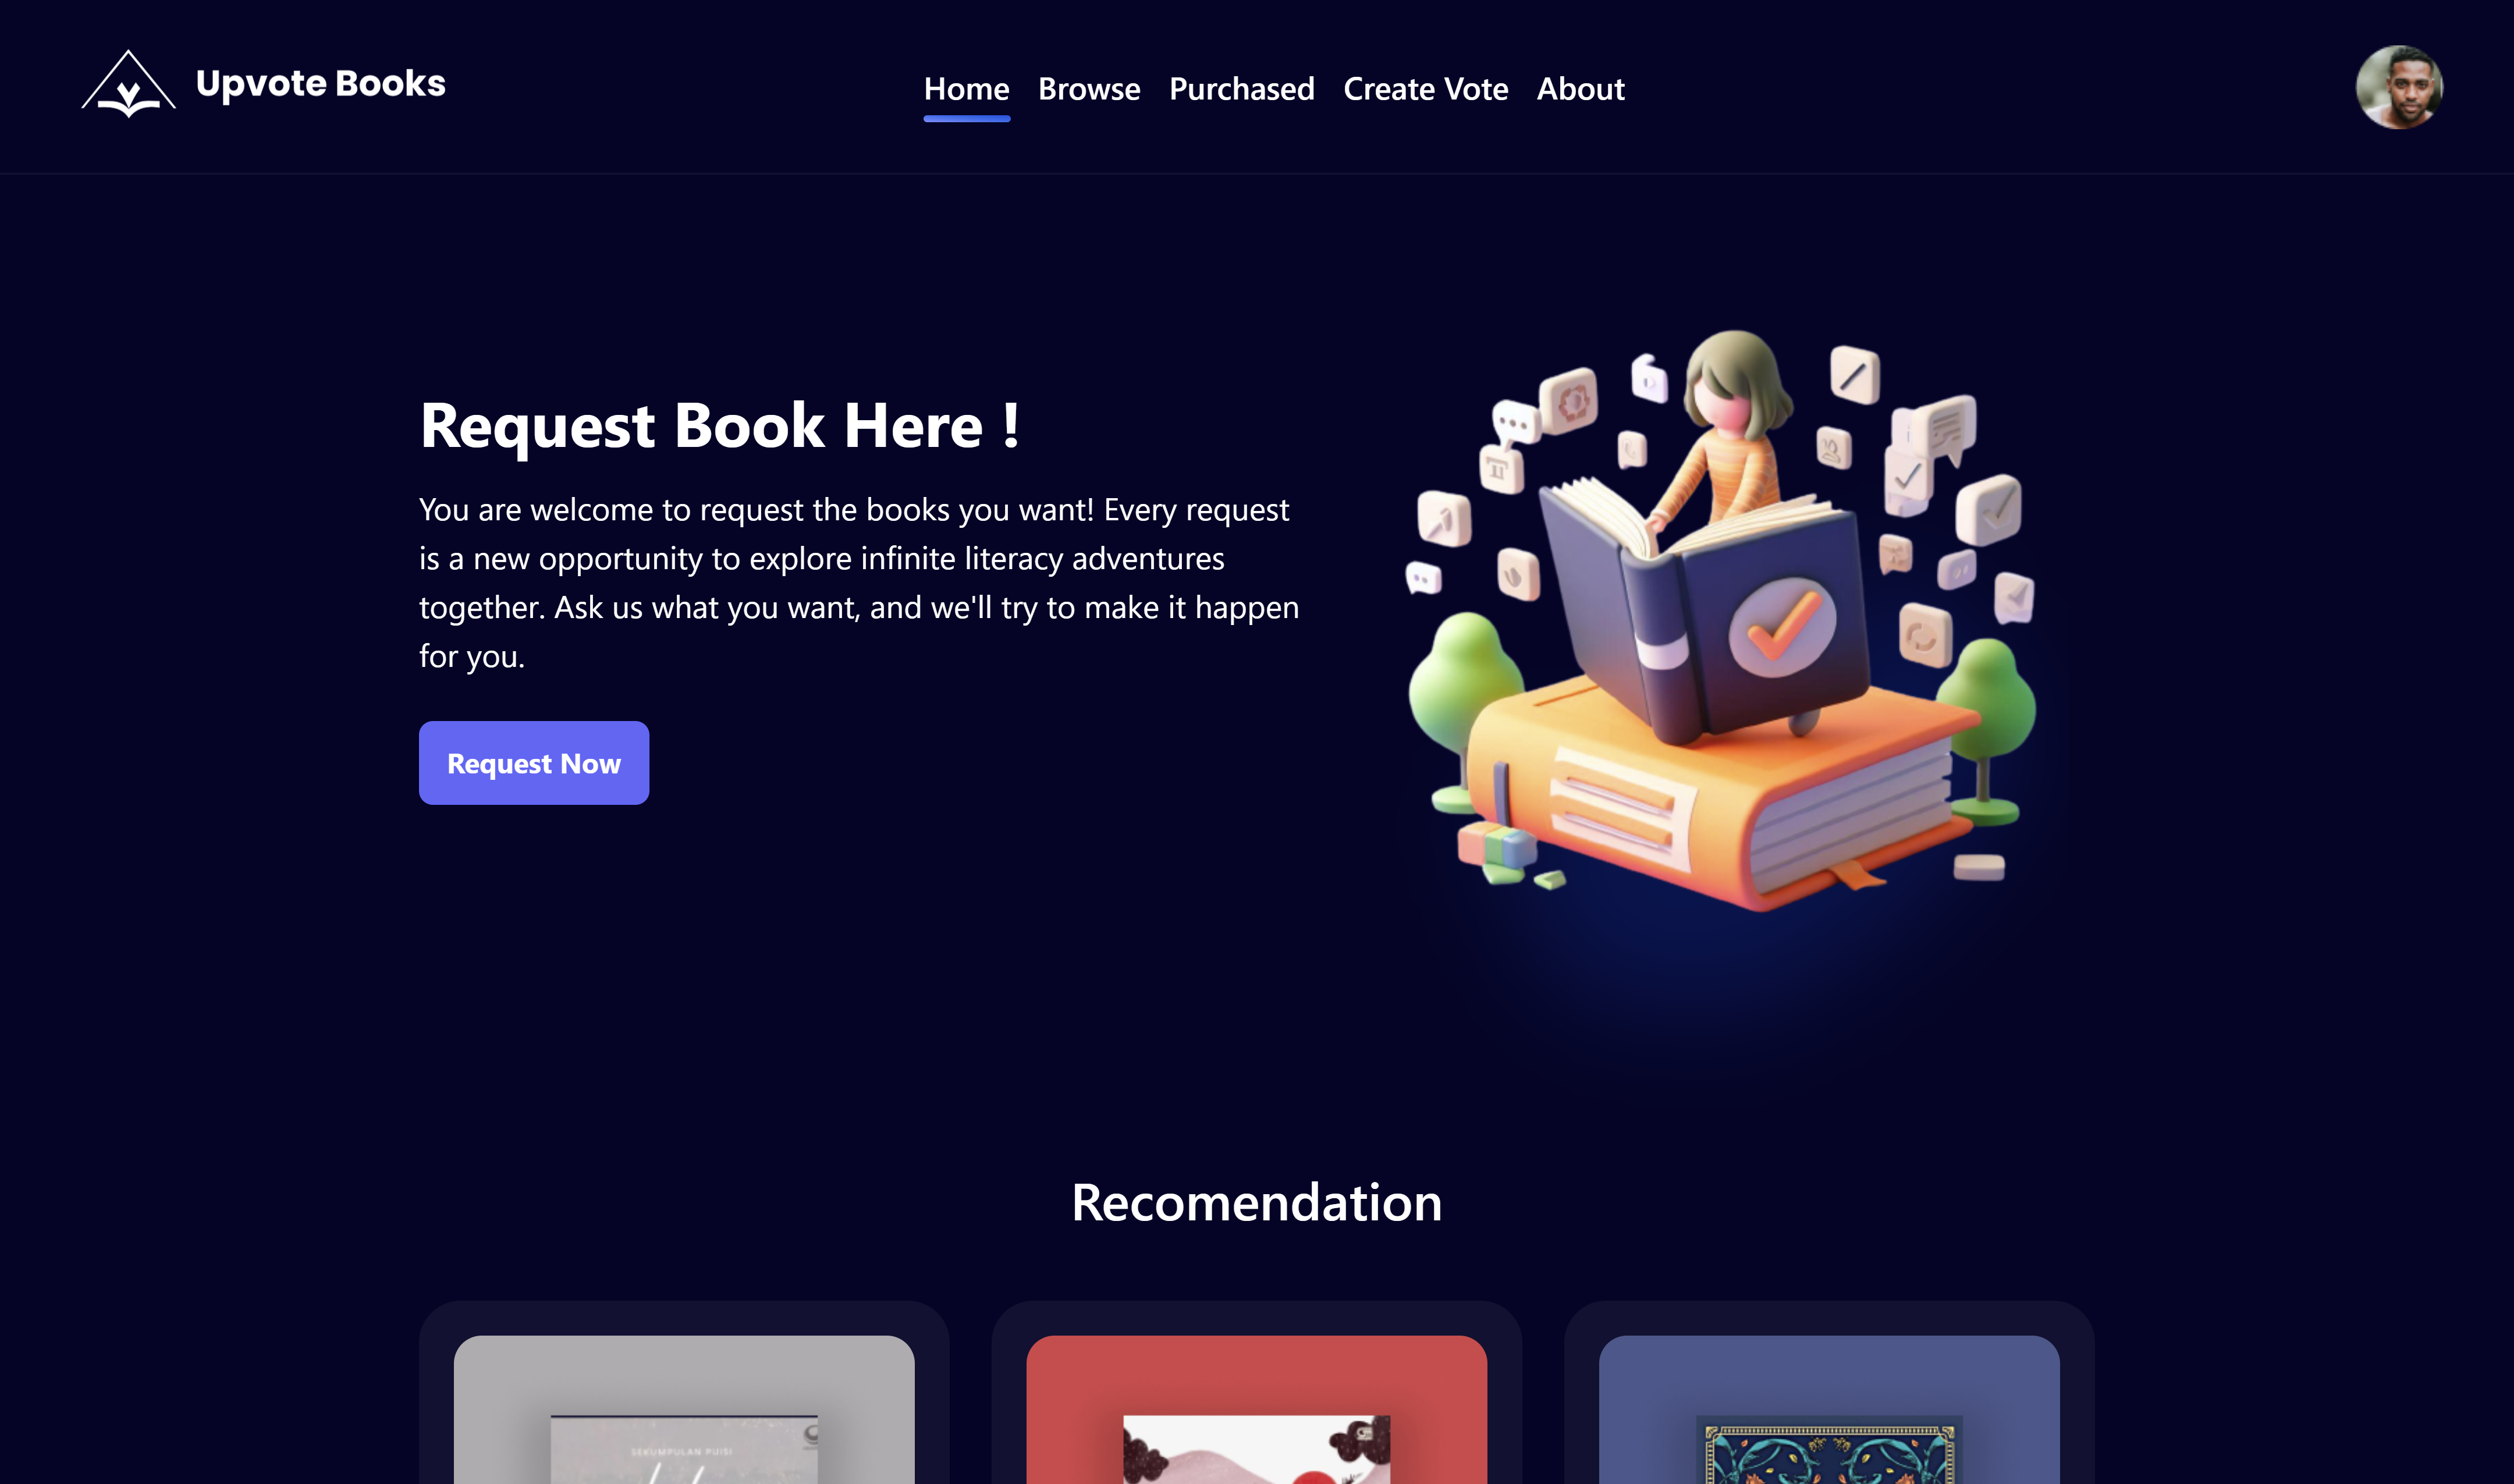 Upvote Books
Home Browse Purchased Create Vote About
Request Book Here !
You are welcome to request the books you want! Every request
is a new opportunity to explore infinite literacy adventures
together. Ask us what you want, and we'll try to make it happen
for you.
Request Now
Recomendation
SEKUMPULAN PUISI